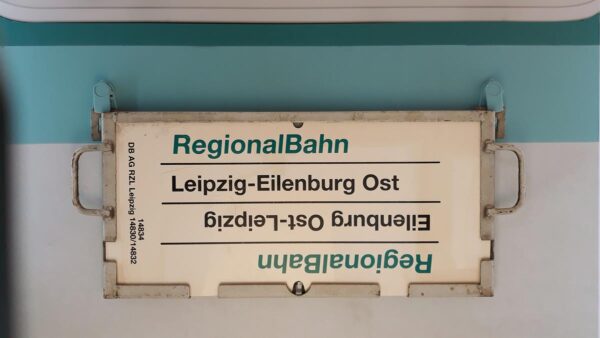 RegionalBahn
Leipzig-Eilenburg Ost
Eilenburg Ost-Leipzig
RegionalBahn
DB AG RZL Leipzig 14830/14832
14834